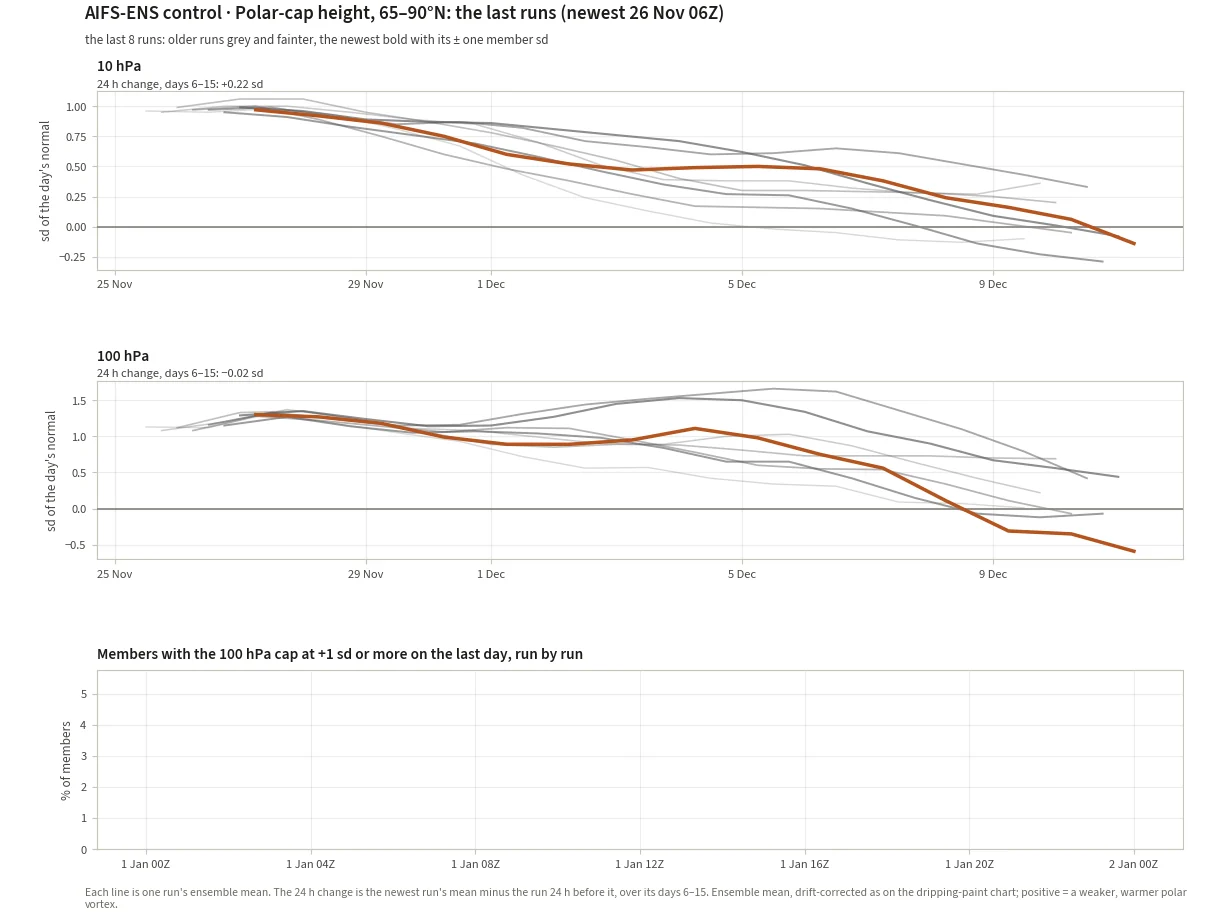 AIFS-ENS control · Polar-cap height, 65–90°N: the last runs (newest 26 Nov 06Z)
the last 8 runs: older runs grey and fainter, the newest bold with its ± one member sd
10 hPa
24 h change, days 6–15: +0.22 sd
sd of the day's normal
1.00
0.75
0.50
0.25
0.00
−0.25
25 Nov
29 Nov
1 Dec
5 Dec
9 Dec
100 hPa
24 h change, days 6–15: −0.02 sd
sd of the day's normal
1.5
1.0
0.5
0.0
−0.5
25 Nov
29 Nov
1 Dec
5 Dec
9 Dec
Members with the 100 hPa cap at +1 sd or more on the last day, run by run
% of members
5
4
3
2
1
0
1 Jan 00Z
1 Jan 04Z
1 Jan 08Z
1 Jan 12Z
1 Jan 16Z
1 Jan 20Z
2 Jan 00Z
Each line is one run's ensemble mean. The 24 h change is the newest run's mean minus the run 24 h before it, over its days 6–15. Ensemble mean, drift-corrected as on the dripping-paint chart; positive = a weaker, warmer polar
vortex.